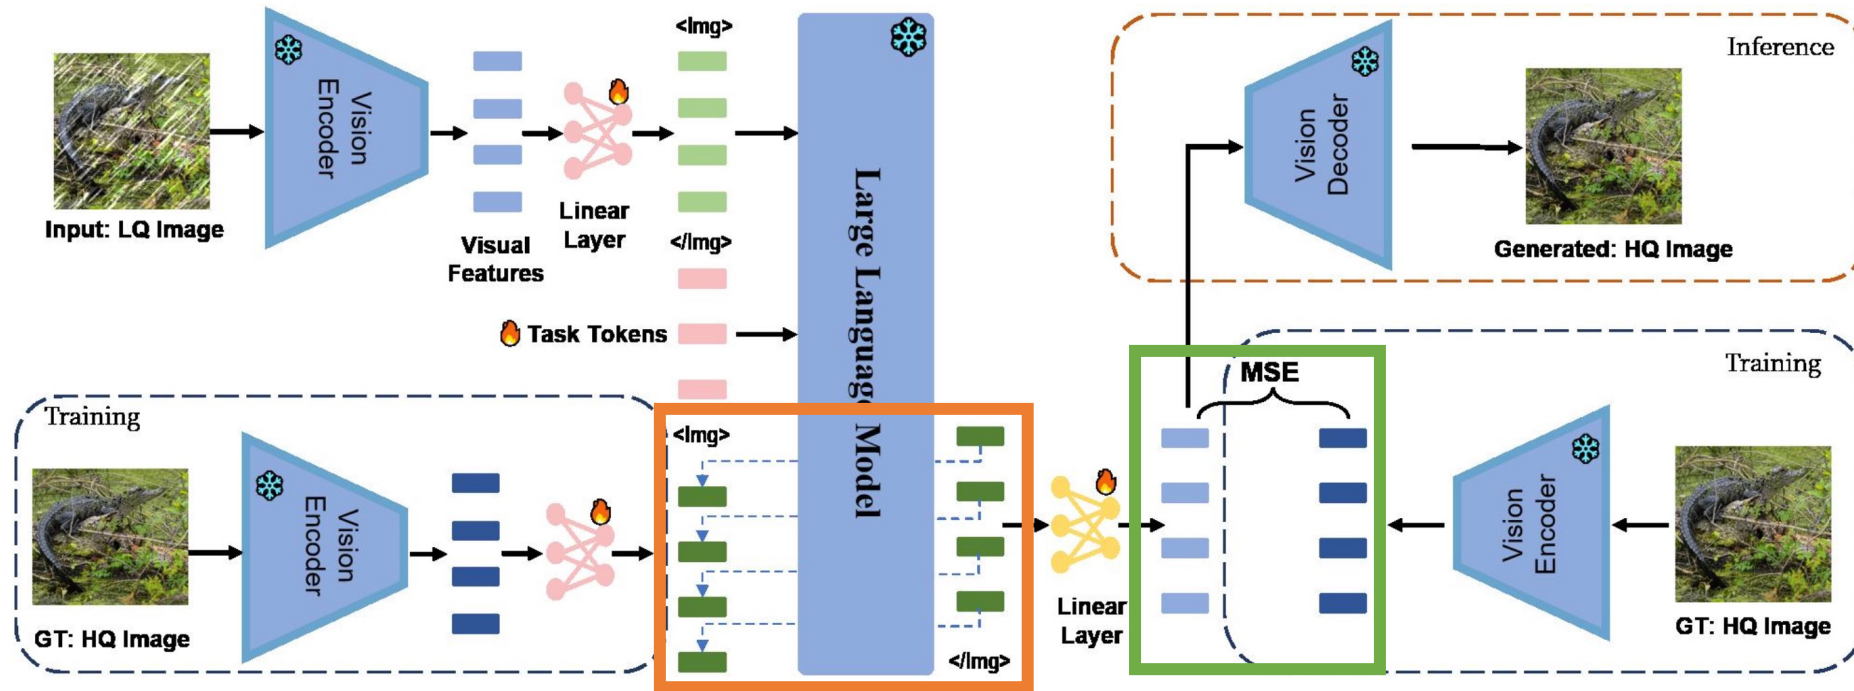 <Img>
Vision
Encoder
Input: LQ Image
Visual
Features
Linear
Layer
</Img>
Task Tokens
Large Language Model
Inference
Vision
Decoder
Generated: HQ Image
Training
Vision
Encoder
GT: HQ Image
<Img>
</Img>
Linear
Layer
MSE
Training
Vision
Encoder
GT: HQ Image